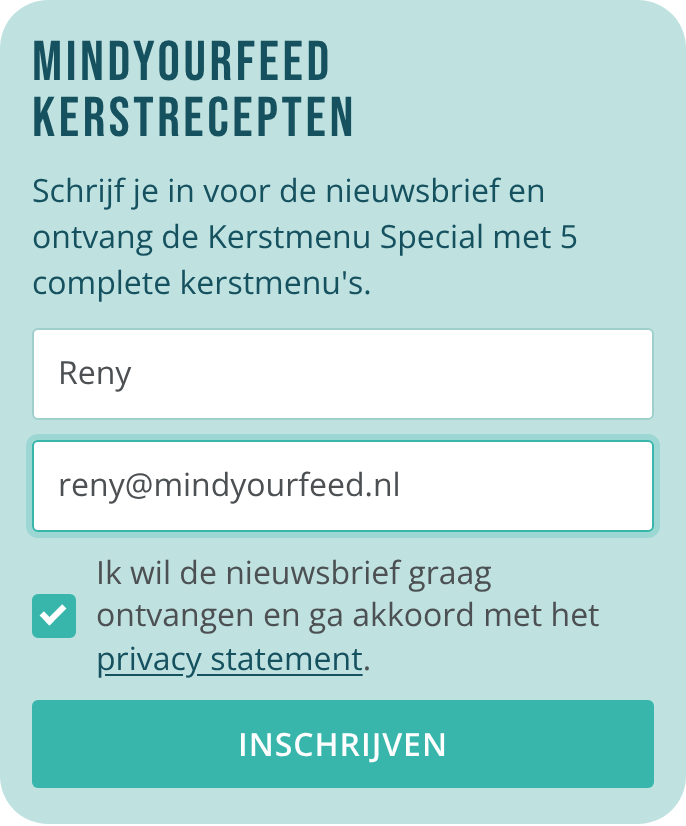 MINDYOURFEED
KERSTRECEPTEN
Schrijf je in voor de nieuwsbrief en
ontvang de Kerstmenu Special met 5
complete kerstmenu's.
Reny
reny@mindyourfeed.nl
Ik wil de nieuwsbrief graag
ontvangen en ga akkoord met het
privacy statement.
INSCHRIJVEN